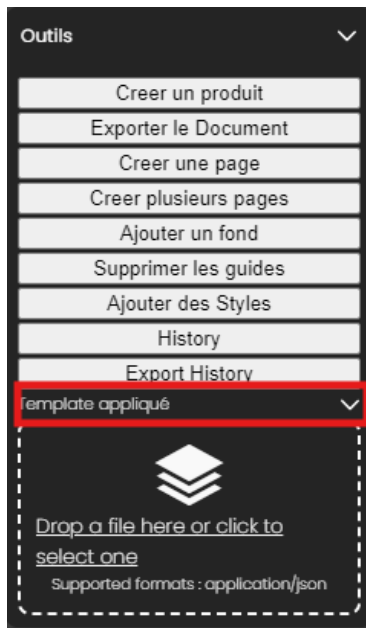 Outils
Creer un produit
Exporter le Document
Creer une page
Creer plusieurs pages
Ajouter un fond
Supprimer les guides
Ajouter des Styles
History
Export History
Template appliqué
Drop a file here or click to
select one
Supported formats : application/json